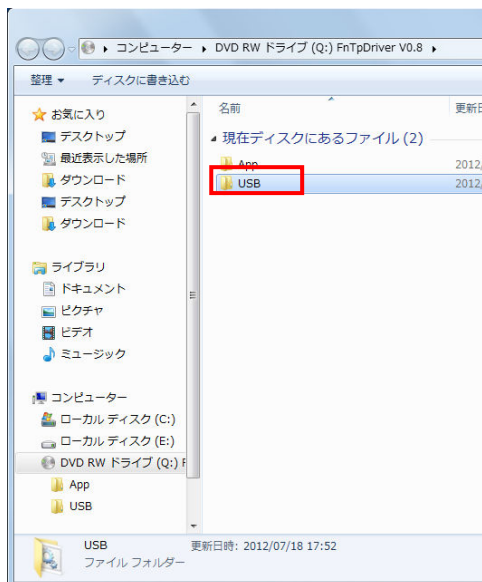 コンピューター ▸ DVD RW ドライブ (Q:) FnTpDriver V0.8 ▸
整理 ▼ ディスクに書き込む
お気に入り
デスクトップ
最近表示した場所
ダウンロード
デスクトップ
ダウンロード
ライブラリ
ドキュメント
ピクチャ
ビデオ
ミュージック
コンピューター
ローカル ディスク (C:)
ローカル ディスク (E:)
DVD RW ドライブ (Q:) F
App
USB
名前 更新日
現在ディスクにあるファイル (2)
App 2012/
USB 2012/
USB 更新日時: 2012/07/18 17:52
ファイル フォルダー